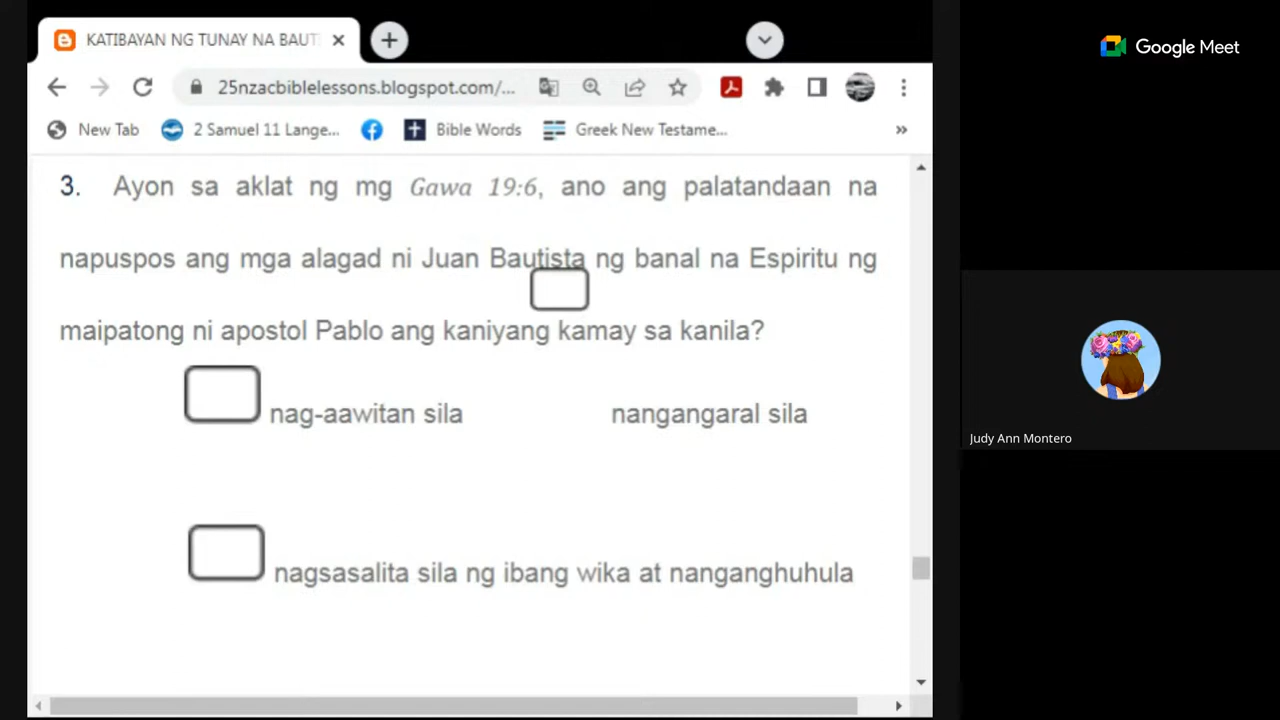 KATIBAYAN NG TUNAY NA BAUT
Google Meet
25nzacbiblelessons.blogspot.com/...
New Tab
2 Samuel 11 Lange...
Bible Words
Greek New Testame...
»
3. Ayon sa aklat ng mg Gawa 19:6, ano ang palatandaan na
napuspos ang mga alagad ni Juan Bautista ng banal na Espiritu ng
maipatong ni apostol Pablo ang kaniyang kamay sa kanila?
nag-aawitan sila
nangangaral sila
nagsasalita sila ng ibang wika at nanganghuhula
Judy Ann Montero